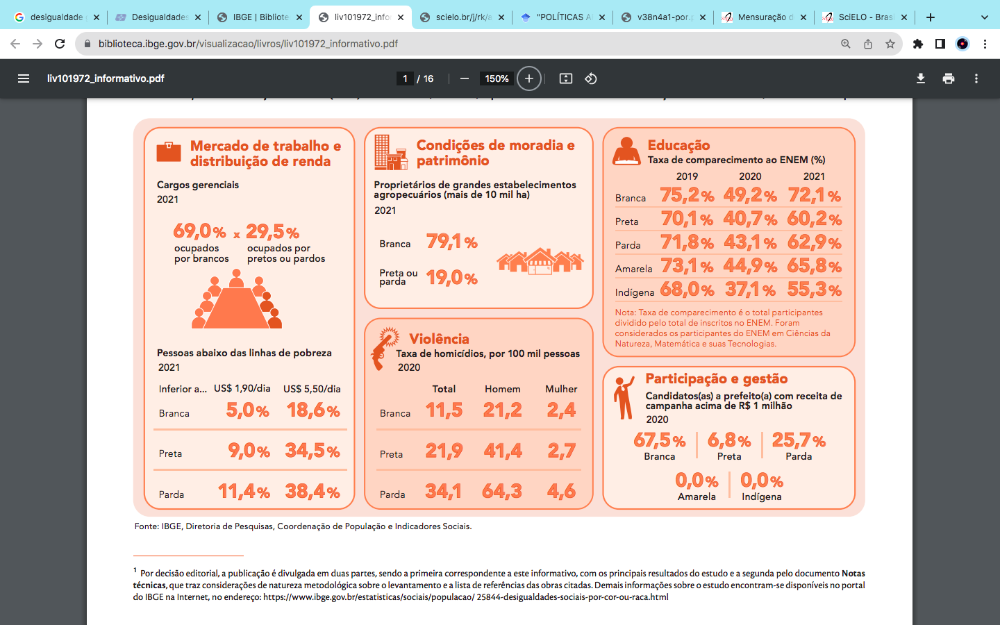 desigualdade
Desigualdades
IBGE | Bibliote
liv101972_infor
scielo.br/j/rk/a
"POLÍTICAS A
v38n4a1-por.p
Mensuração d
SciELO - Bras
biblioteca.ibge.gov.br/visualizacao/livros/liv101972_informativo.pdf
liv101972_informativo.pdf
1 / 16
150%
Mercado de trabalho e
distribuição de renda
Cargos gerenciais
2021
69,0% x 29,5%
ocupados por brancos
ocupados por pretos ou pardos
Pessoas abaixo das linhas de pobreza
2021
Inferior a... US$ 1,90/dia US$ 5,50/dia
Branca 5,0% 18,6%
Preta 9,0% 34,5%
Parda 11,4% 38,4%
Condições de moradia e
patrimônio
Proprietários de grandes estabelecimentos
agropecuários (mais de 10 mil ha)
2021
Branca 79,1%
Preta ou parda 19,0%
Violência
Taxa de homicídios, por 100 mil pessoas
2020
Total Homem Mulher
Branca 11,5 21,2 2,4
Preta 21,9 41,4 2,7
Parda 34,1 64,3 4,6
Educação
Taxa de comparecimento ao ENEM (%)
2019 2020 2021
Branca 75,2% 49,2% 72,1%
Preta 70,1% 40,7% 60,2%
Parda 71,8% 43,1% 62,9%
Amarela 73,1% 44,9% 65,8%
Indígena 68,0% 37,1% 55,3%
Nota: Taxa de comparecimento é o total participantes
dividido pelo total de inscritos no ENEM. Foram
considerados os participantes do ENEM em Ciências da
Natureza, Matemática e suas Tecnologias.
Participação e gestão
Candidatos(as) a prefeito(a) com receita de
campanha acima de R$ 1 milhão
2020
67,5% 6,8% 25,7%
Branca Preta Parda
0,0% 0,0%
Amarela Indígena
Fonte: IBGE, Diretoria de Pesquisas, Coordenação de População e Indicadores Sociais.
1 Por decisão editorial, a publicação é divulgada em duas partes, sendo a primeira correspondente a este informativo, com os principais resultados do estudo e a segunda pelo documento Notas
técnicas, que traz considerações de natureza metodológica sobre o levantamento e a lista de referências das obras citadas. Demais informações sobre o estudo encontram-se disponíveis no portal
do IBGE na Internet, no endereço: https://www.ibge.gov.br/estatisticas/sociais/populacao/ 25844-desigualdades-sociais-por-cor-ou-raca.html